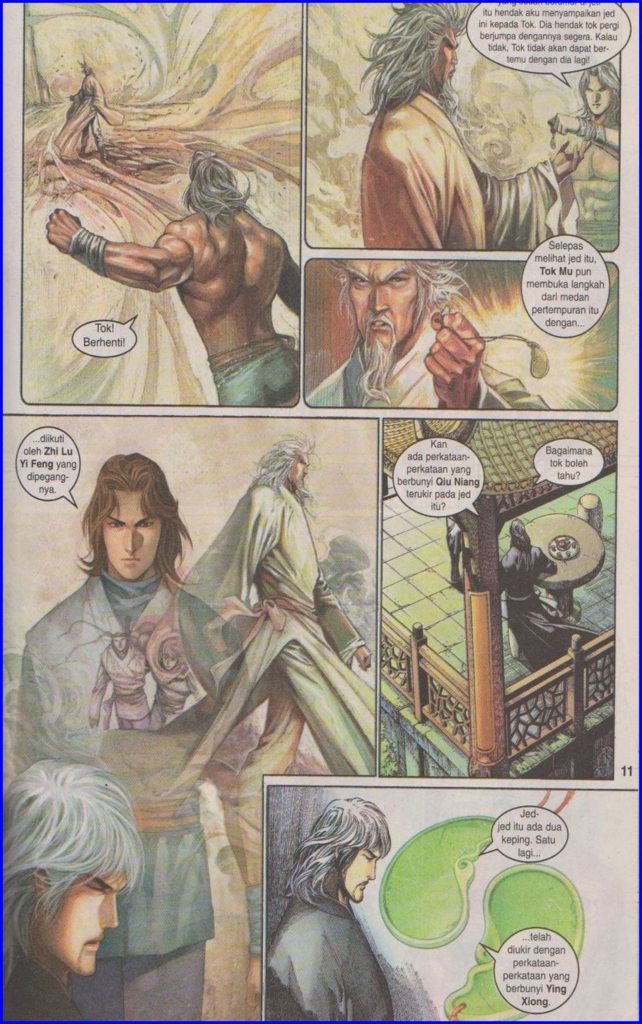 itu hendak aku menyampaikan jed
ini kepada Tok. Dia hendak tok pergi
berjumpa dengannya segera. Kalau
tidak, Tok tidak akan dapat ber-
temu dengan dia lagi!
Tok!
Berhenti!
Selepas
melihat jed itu,
Tok Mu pun
membuka langkah
dari medan
pertempuran itu
dengan...
...diikuti
oleh Zhi Lu
Yi Feng yang
dipegang-
nya.
Kan
ada perkataan-
perkataan yang
berbunyi Qiu Niang
terukir pada jed
itu?
Bagaimana
tok boleh
tahu?
11
Jed-
jed itu ada dua
keping. Satu
lagi...
...telah
diukir dengan
perkataan-
perkataan yang
berbunyi Ying
Xiong.